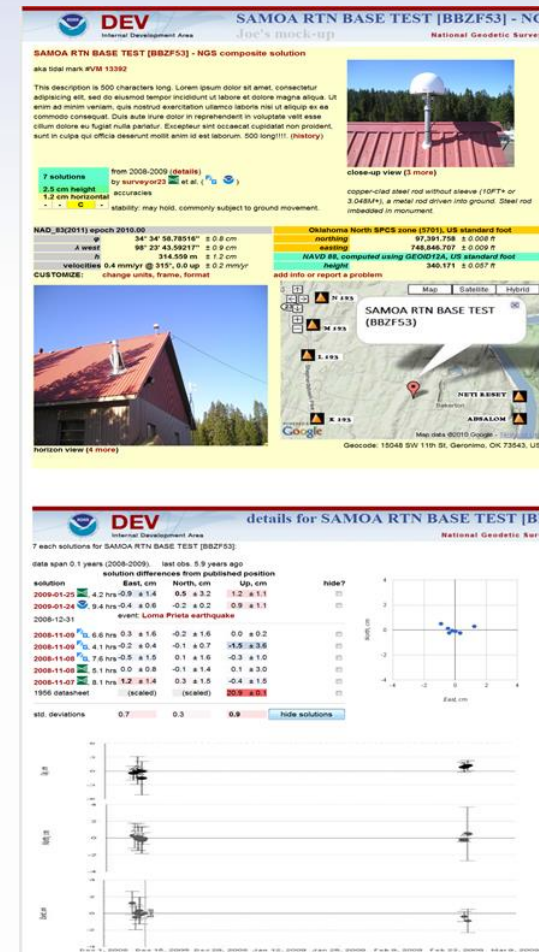 DEV
SAMOA RTN BASE TEST [BBZF53] - NG
Joe's mock-up
Internal Development Area
National Geodetic Surve
SAMOA RTN BASE TEST [BBZF53] - NGS composite solution
aka tidal mark #VM 13392
This description is 500 characters long. Lorem ipsum dolor sit amet, consectetur
adipisicing elit, sed do eiusmod tempor incididunt ut labore et dolore magna aliqua. Ut
enim ad minim veniam, quis nostrud exercitation ullamco laboris nisi ut aliquip ex ea
commodo consequat. Duis aute irure dolor in reprehenderit in voluptate velit esse
cillum dolore eu fugiat nulla pariatur. Excepteur sint occaecat cupidatat non proident,
sunt in culpa qui officia deserunt mollit anim id est laborum. 500 long!!!!. (history)
close-up view (3 more)
7 solutions
from 2008-2009 (details)
by surveyor23 et al. ( )
2.5 cm height
1.2 cm horizontal
accuracies
- - C -
stability: may hold, commonly subject to ground movement.
copper-clad steel rod without sleeve (10FT+ or
3.048M+), a metal rod driven into ground. Steel rod
imbedded in monument.
NAD_83(2011) epoch 2010.00
φ 34° 34' 58.78516" ± 0.8 cm
λ west 98° 23' 43.59217" ± 0.9 cm
h 314.559 m ± 1.2 cm
velocities 0.4 mm/yr @ 315°, 0.0 up ± 0.2 mm/yr
CUSTOMIZE: change units, frame, format
Oklahoma North SPCS zone (5701), US standard foot
northing 97,391.758 ± 0.008 ft
easting 748,846.707 ± 0.009 ft
NAVD 88, computed using GEOID12A, US standard foot
height 340.171 ± 0.057 ft
add info or report a problem
Map Satellite Hybrid
N 193
SAMOA RTN BASE TEST
(BBZF53)
M 193
L 193
K 193
NETI RESET
Bakerton
ABSALOM
Google
Map data ©2010 Google -
horizon view (4 more)
Geocode: 15048 SW 11th St, Geronimo, OK 73543, US
DEV
details for SAMOA RTN BASE TEST [B
Internal Development Area
National Geodetic Surve
7 each solutions for SAMOA RTN BASE TEST [BBZF53]:
data span 0.1 years (2008-2009). last obs. 5.9 years ago
solution differences from published position
solution East, cm North, cm Up, cm hide?
2009-01-25 , 4.2 hrs -0.9 ± 1.4 0.5 ± 3.2 1.2 ± 1.1
2009-01-24 , 9.4 hrs -0.4 ± 0.6 -0.2 ± 0.2 0.9 ± 1.1
2008-12-31 event: Loma Prieta earthquake
2008-11-09 , 6.6 hrs 0.3 ± 1.6 -0.2 ± 1.6 0.0 ± 0.2
2008-11-09 , 4.1 hrs -0.2 ± 0.4 -0.1 ± 0.7 -1.5 ± 3.6
2008-11-08 , 7.6 hrs -0.5 ± 1.5 0.1 ± 1.6 -0.3 ± 1.0
2008-11-08 , 5.1 hrs 0.0 ± 0.8 -0.1 ± 1.4 0.1 ± 3.0
2008-11-07 , 8.1 hrs 1.2 ± 1.4 0.3 ± 1.5 -0.4 ± 1.5
1956 datasheet (scaled) (scaled) 20.9 ± 0.1
std. deviations 0.7 0.3 0.9 hide solutions
North, cm
East, cm